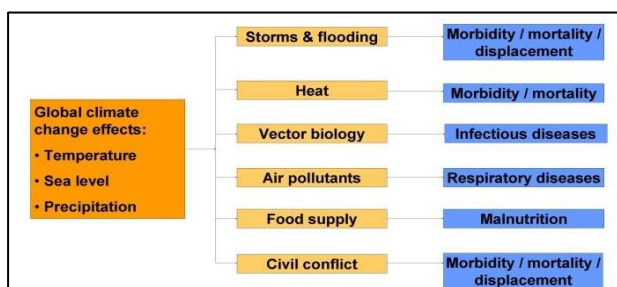 Global climate
change effects:
• Temperature
• Sea level
• Precipitation
Storms & flooding
Morbidity / mortality /
displacement
Heat
Morbidity / mortality
Vector biology
Infectious diseases
Air pollutants
Respiratory diseases
Food supply
Malnutrition
Civil conflict
Morbidity / mortality /
displacement